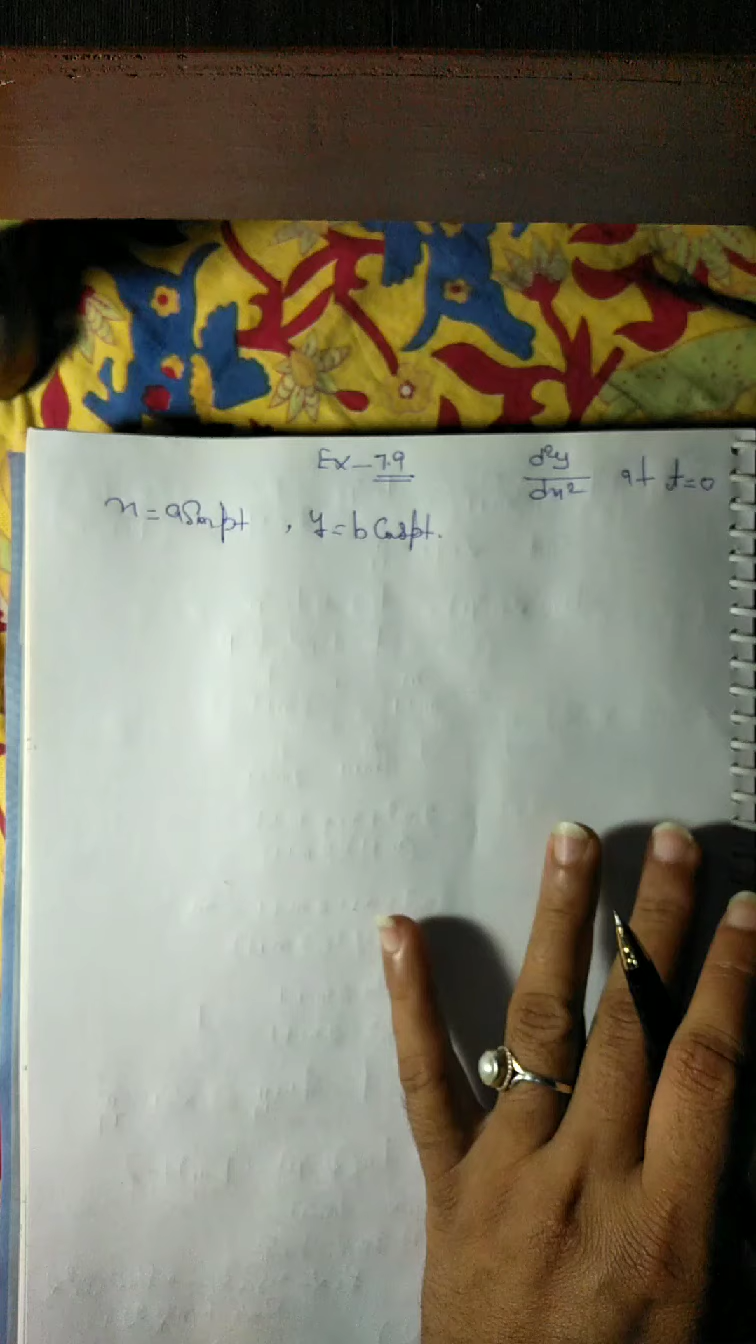 Ex - 7.9
x = a Sin pt , y = b Cos pt.
d²y/dx² at t = 0